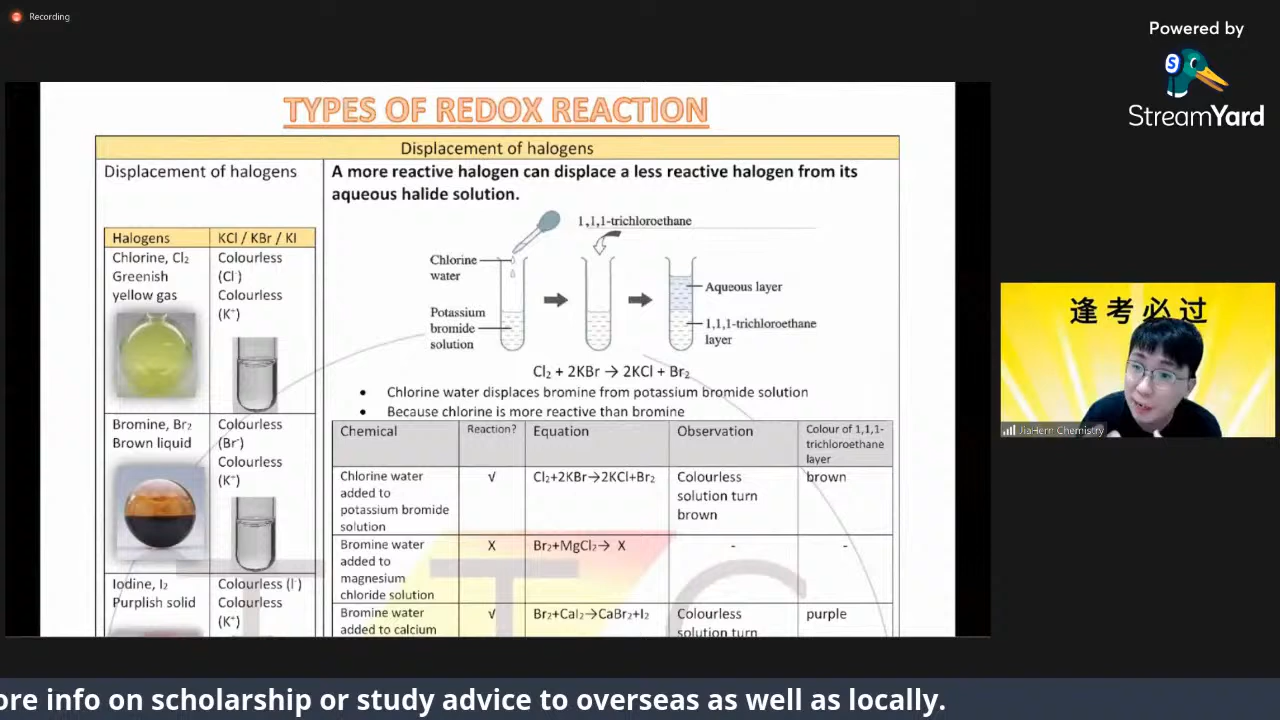 Recording
Powered by
S
StreamYard
TYPES OF REDOX REACTION
Displacement of halogens
Displacement of halogens
A more reactive halogen can displace a less reactive halogen from its
aqueous halide solution.
Halogens
KCl / KBr / KI
Chlorine, Cl₂
Greenish
yellow gas
Colourless
(Cl⁻)
Colourless
(K⁺)
Bromine, Br₂
Brown liquid
Colourless
(Br⁻)
Colourless
(K⁺)
Iodine, I₂
Purplish solid
Colourless (I⁻)
Colourless
(K⁺)
1,1,1-trichloroethane
Chlorine
water
Potassium
bromide
solution
Aqueous layer
1,1,1-trichloroethane
layer
Cl₂ + 2KBr → 2KCl + Br₂
• Chlorine water displaces bromine from potassium bromide solution
• Because chlorine is more reactive than bromine
Chemical
Reaction?
Equation
Observation
Colour of 1,1,1-
trichloroethane
layer
Chlorine water
added to
potassium bromide
solution
√
Cl₂+2KBr→2KCl+Br₂
Colourless
solution turn
brown
brown
Bromine water
added to
magnesium
chloride solution
X
Br₂+MgCl₂→ X
-
-
Bromine water
added to calcium
√
Br₂+CaI₂→CaBr₂+I₂
Colourless
solution turn
purple
TTC
逢考必过
JiaHern Chemistry
ore info on scholarship or study advice to overseas as well as locally.